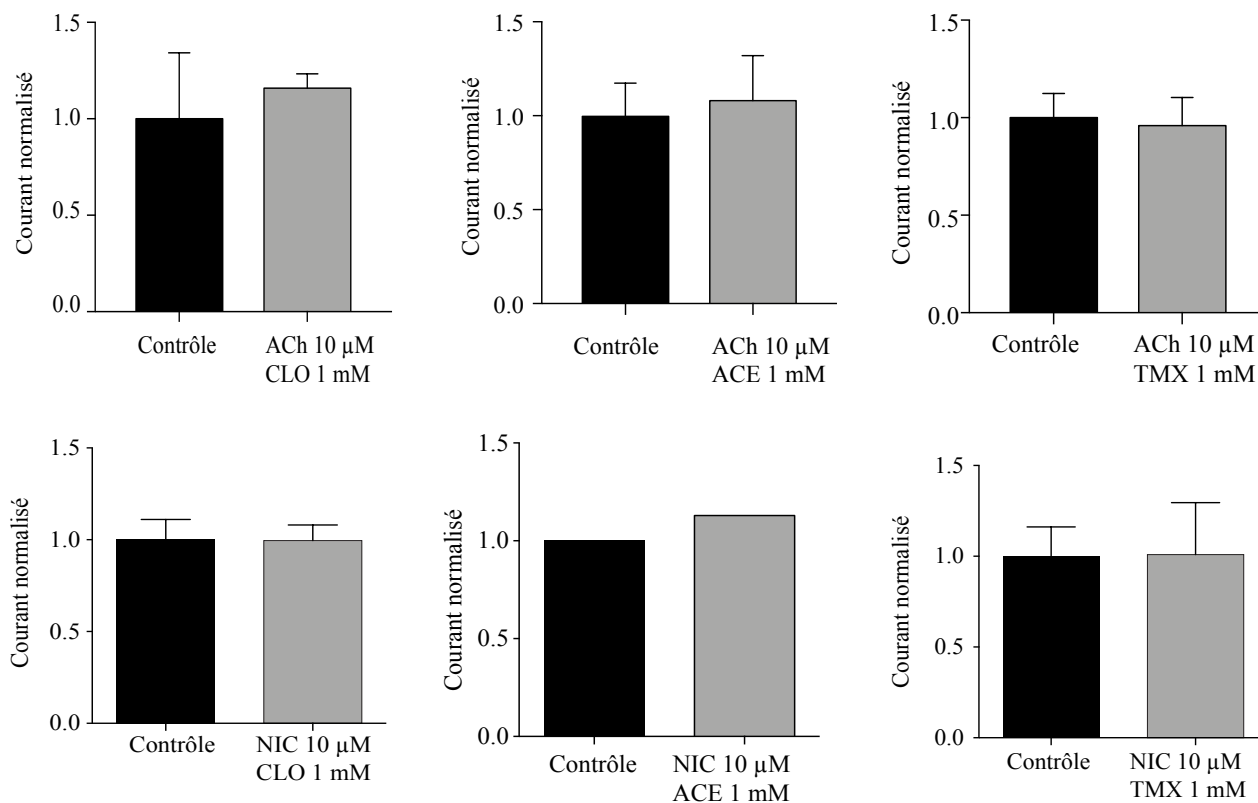 Courant normalisé
1.5
1.0
0.5
0.0
Contrôle
ACh 10 µM
CLO 1 mM
Courant normalisé
1.5
1.0
0.5
0.0
Contrôle
ACh 10 µM
ACE 1 mM
Courant normalisé
1.5
1.0
0.5
0.0
Contrôle
ACh 10 µM
TMX 1 mM
Courant normalisé
1.5
1.0
0.5
0.0
Contrôle
NIC 10 µM
CLO 1 mM
Courant normalisé
1.5
1.0
0.5
0.0
Contrôle
NIC 10 µM
ACE 1 mM
Courant normalisé
1.5
1.0
0.5
0.0
Contrôle
NIC 10 µM
TMX 1 mM